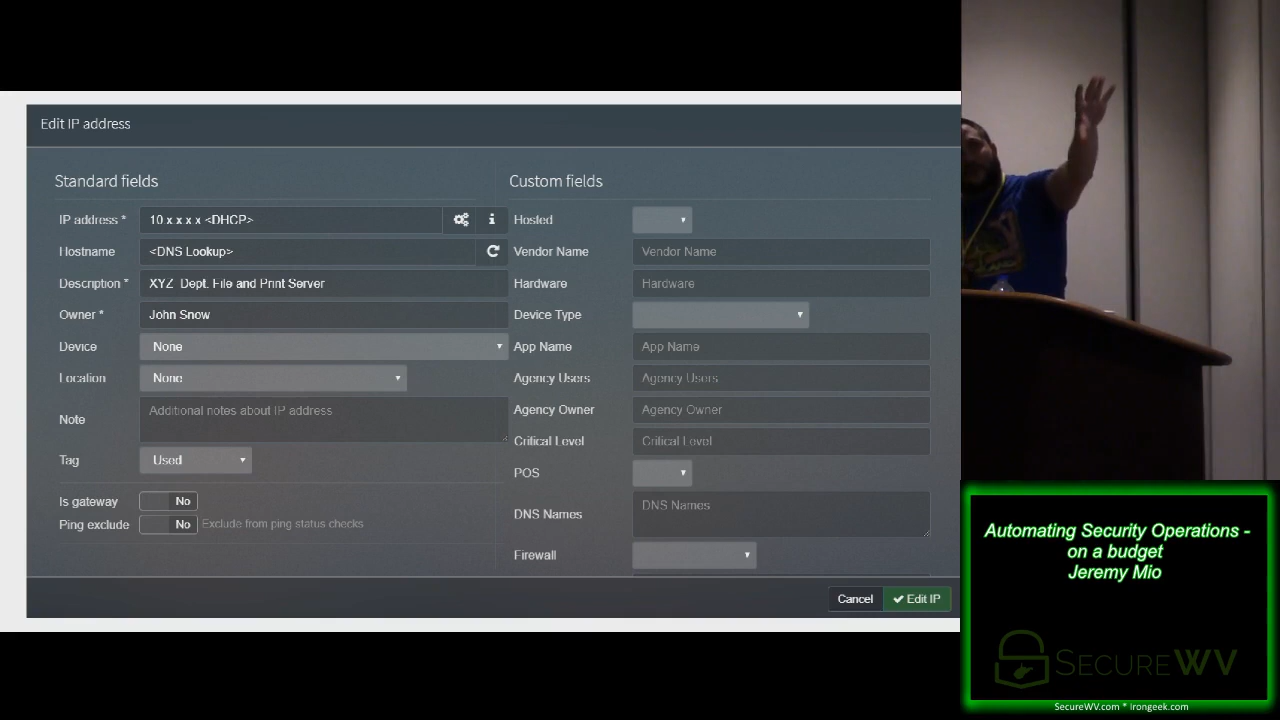 Edit IP address
Standard fields
IP address * 10 x x x x <DHCP>
Hostname <DNS Lookup>
Description * XYZ Dept. File and Print Server
Owner * John Snow
Device None
Location None
Note Additional notes about IP address
Tag Used
Is gateway No
Ping exclude No Exclude from ping status checks
Custom fields
Hosted
Vendor Name Vendor Name
Hardware Hardware
Device Type
App Name App Name
Agency Users Agency Users
Agency Owner Agency Owner
Critical Level Critical Level
POS
DNS Names DNS Names
Firewall
Cancel Edit IP
Automating Security Operations -
on a budget
Jeremy Mio
SECUREWV
SecureWV.com * Irongeek.com